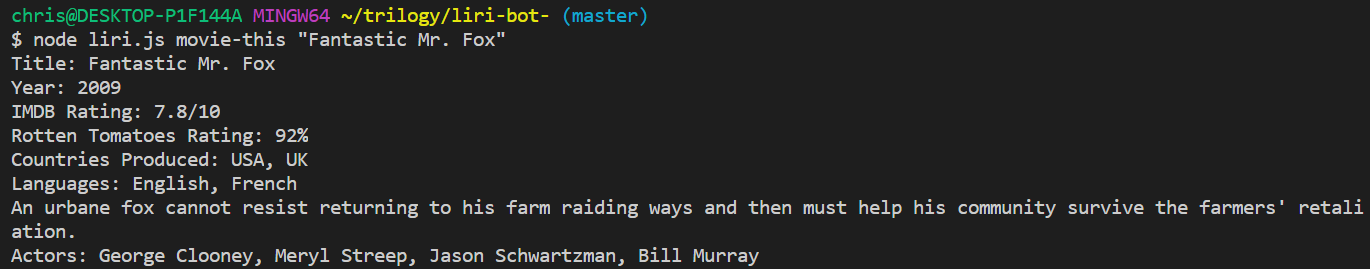 chris@DESKTOP-P1F144A MINGW64 ~/trilogy/liri-bot- (master)
$ node liri.js movie-this "Fantastic Mr. Fox"
Title: Fantastic Mr. Fox
Year: 2009
IMDB Rating: 7.8/10
Rotten Tomatoes Rating: 92%
Countries Produced: USA, UK
Languages: English, French
An urbane fox cannot resist returning to his farm raiding ways and then must help his community survive the farmers' retali
ation.
Actors: George Clooney, Meryl Streep, Jason Schwartzman, Bill Murray